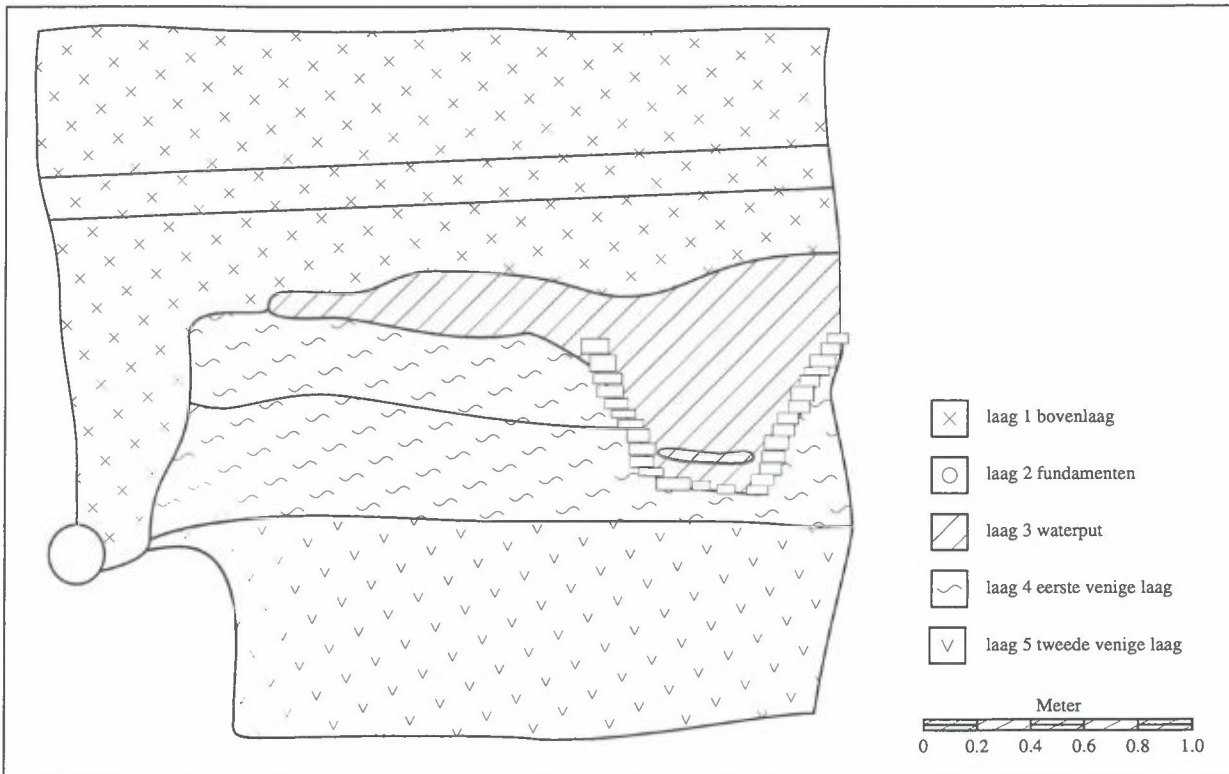 laag 1 bovenlaag
laag 2 fundamenten
laag 3 waterput
laag 4 eerste venige laag
laag 5 tweede venige laag
Meter
0 0.2 0.4 0.6 0.8 1.0